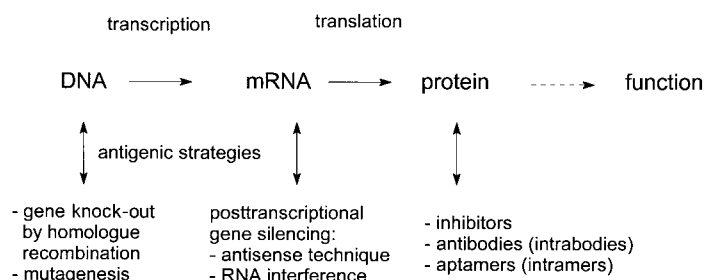 transcription
translation
DNA
mRNA
protein
function
antigenic strategies
- gene knock-out
by homologue
recombination
- mutagenesis
posttranscriptional
gene silencing:
- antisense technique
- RNA interference
- inhibitors
- antibodies (intrabodies)
- aptamers (intramers)